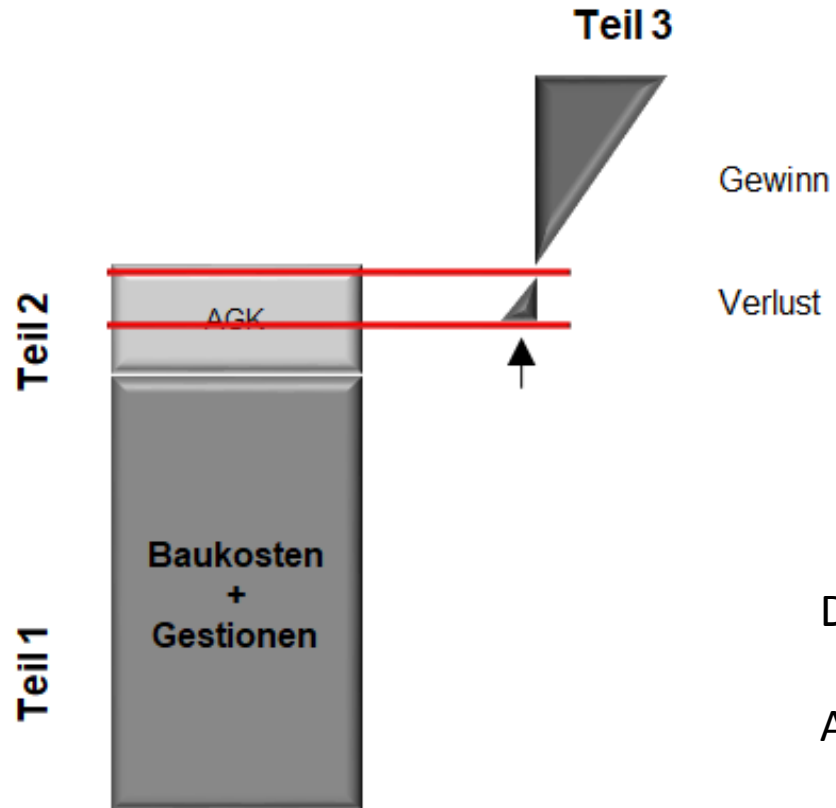 Teil 3
Gewinn
Verlust
Teil 2
AGK
Teil 1
Baukosten
+
Gestionen
D
A